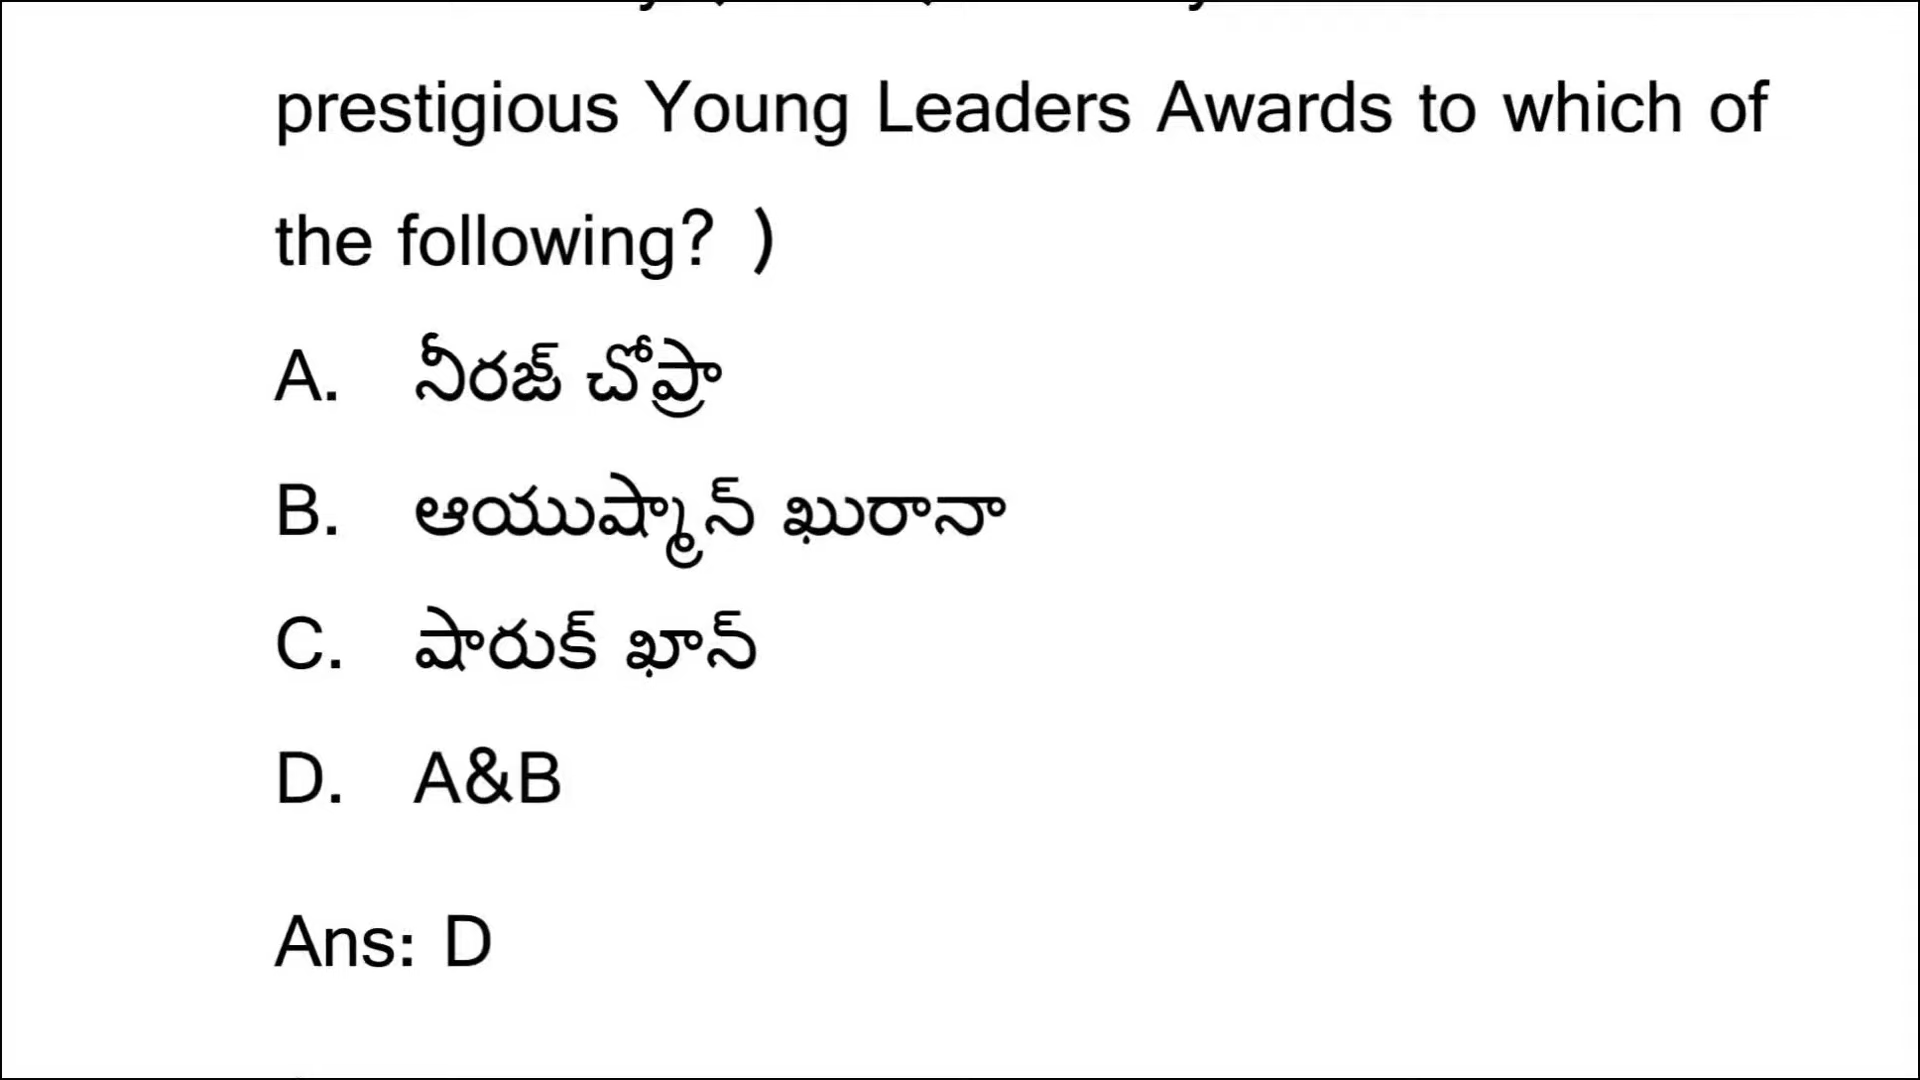 prestigious Young Leaders Awards to which of
the following? )
A. నీరజ్ చోప్రా
B. ఆయుష్మాన్ ఖురానా
C. షారుక్ ఖాన్
D. A&B
Ans: D